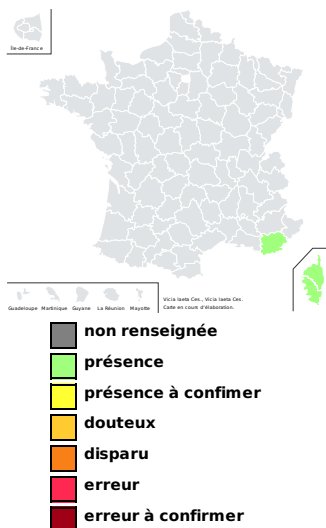 Île-de-France
Guadeloupe Martinique Guyane La Réunion Mayotte
Vicia laeta Ces., Vicia laeta Ces.
Carte en cours d'élaboration.
non renseignée
présence
présence à confimer
douteux
disparu
erreur
erreur à confirmer